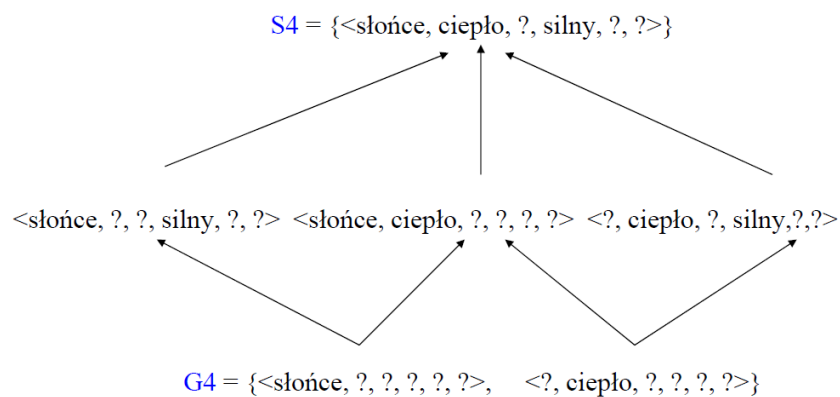 S4 = {<słońce, ciepło, ?, silny, ?, ?>}
<słońce, ?, ?, silny, ?, ?> <słońce, ciepło, ?, ?, ?, ?> <?, ciepło, ?, silny,?,?>
G4 = {<słońce, ?, ?, ?, ?, ?>, <?, ciepło, ?, ?, ?, ?>}